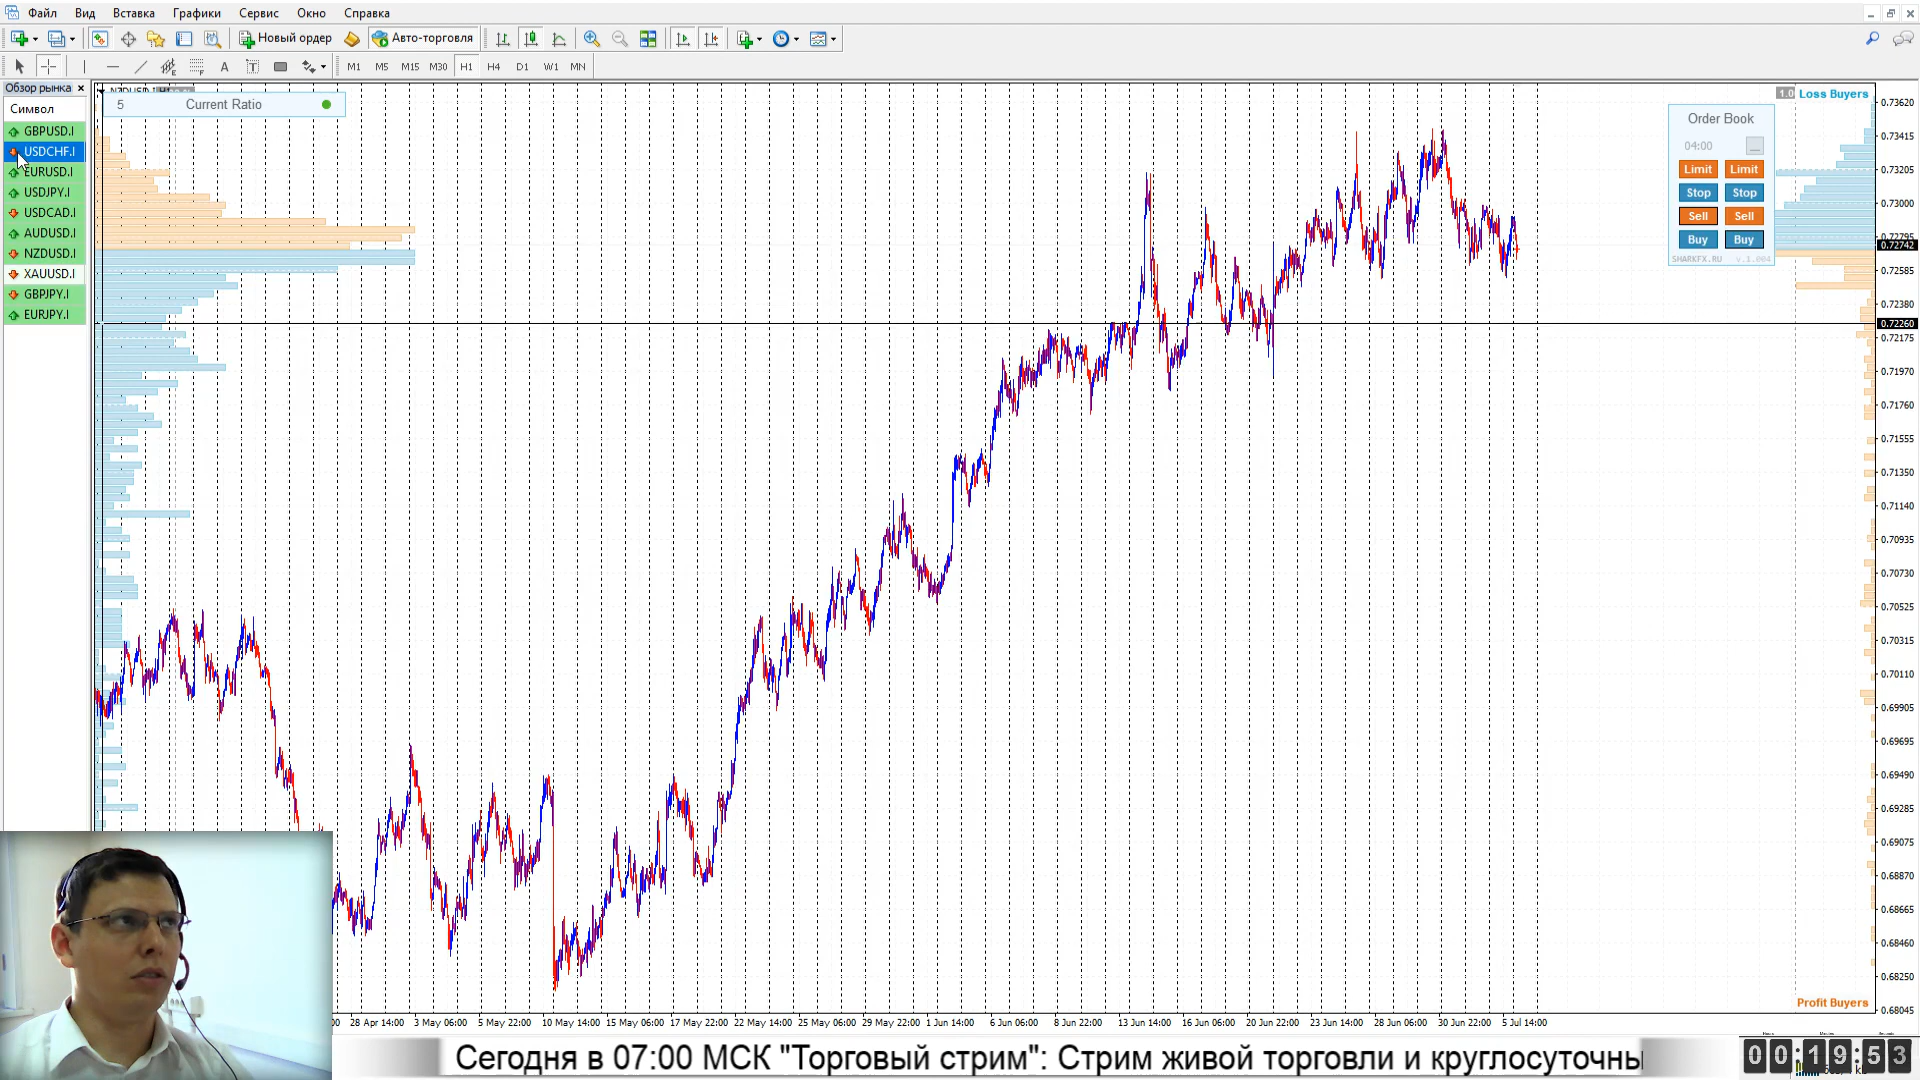 Файл Вид Вставка Графики Сервис Окно Справка
Новый ордер Авто-торговля
A T M1 M5 M15 M30 H1 H4 D1 W1 MN
Обзор рынка
Символ
GBPUSD.I
USDCHF.I
EURUSD.I
USDJPY.I
USDCAD.I
AUDUSD.I
NZDUSD.I
XAUUSD.I
GBPJPY.I
EURJPY.I
5 Current Ratio
1.0 Loss Buyers
Order Book
04:00
Limit Limit
Stop Stop
Sell Sell
Buy Buy
SHARKFX.RU v.1.004
0.73620
0.73415
0.73205
0.73000
0.72795
0.72742
0.72585
0.72380
0.72260
0.72175
0.71970
0.71760
0.71555
0.71350
0.71140
0.70935
0.70730
0.70525
0.70315
0.70110
0.69905
0.69695
0.69490
0.69285
0.69075
0.68870
0.68665
0.68460
0.68250
0.68045
Profit Buyers
28 Apr 14:00 3 May 06:00 5 May 22:00 10 May 14:00 15 May 06:00 17 May 22:00 22 May 14:00 25 May 06:00 29 May 22:00 1 Jun 14:00 6 Jun 06:00 8 Jun 22:00 13 Jun 14:00 16 Jun 06:00 20 Jun 22:00 23 Jun 14:00 28 Jun 06:00 30 Jun 22:00 5 Jul 14:00
Сегодня в 07:00 МСК "Торговый стрим": Стрим живой торговли и круглосуточны
00:19:53